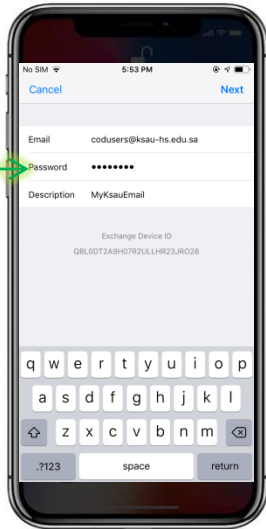 No SIM 5:53 PM
Cancel Next
Email codusers@ksau-hs.edu.sa
Password ••••••••
Description MyKsauEmail
Exchange Device ID
QBL0DT2A9H07R2ULLHR23JRO28
q w e r t y u i o p
a s d f g h j k l
z x c v b n m
.?123 space return